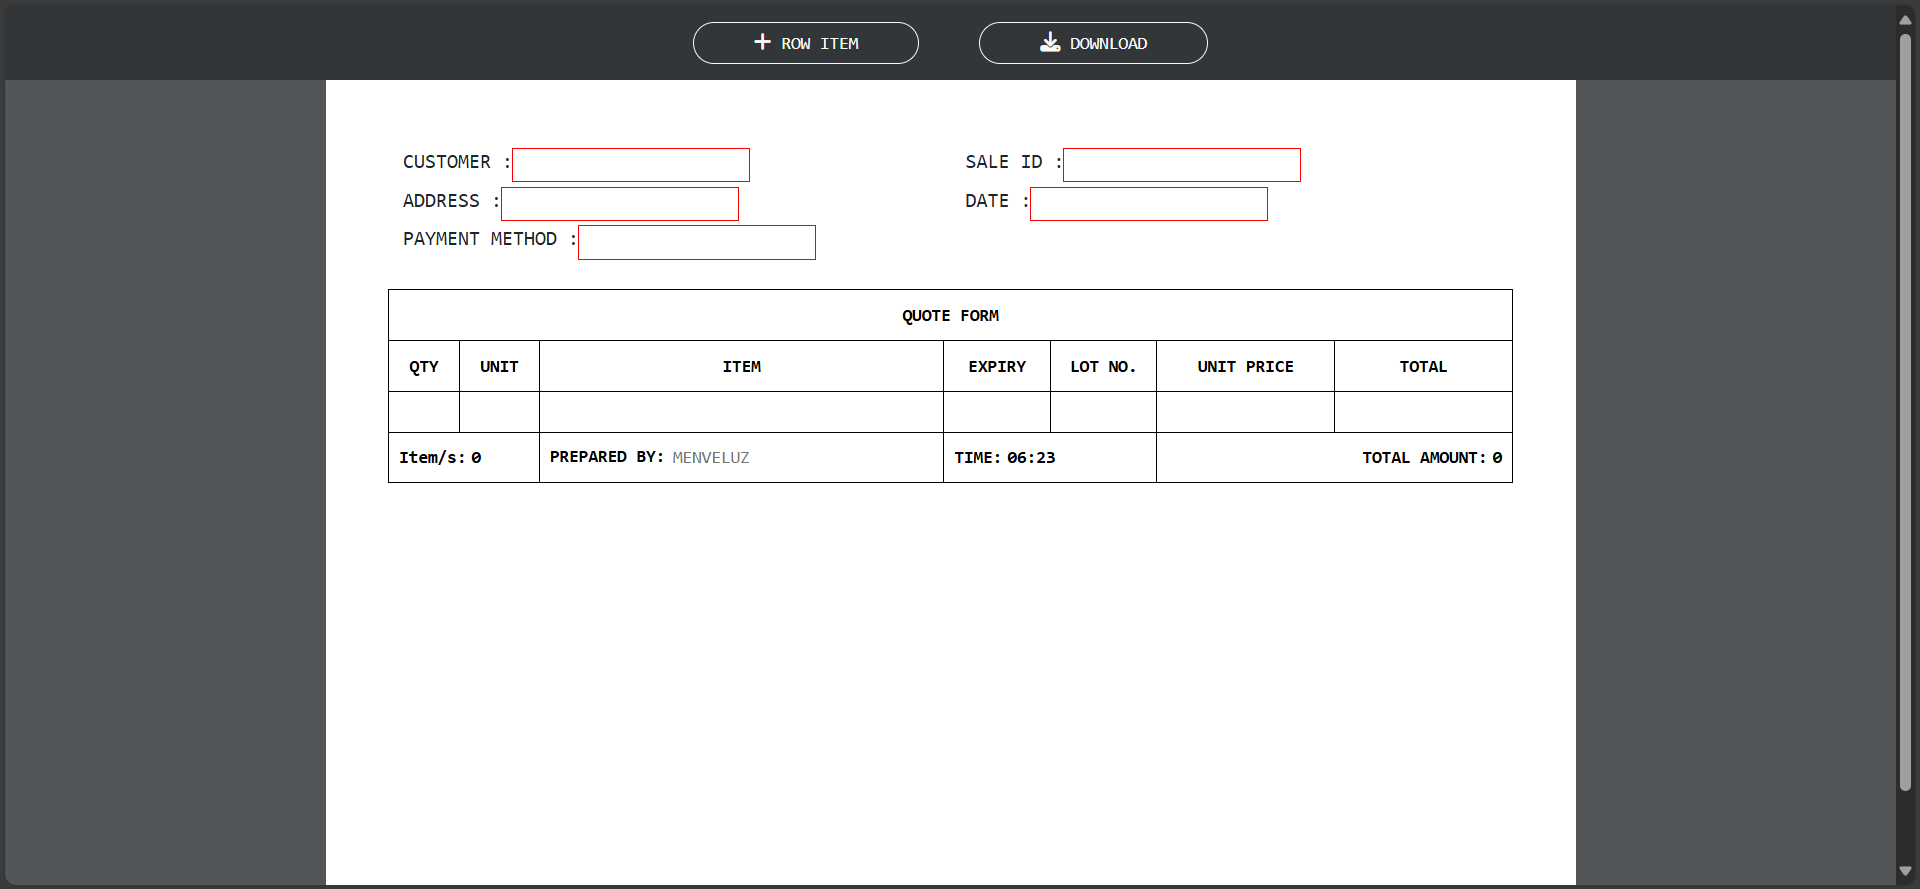 ROW ITEM DOWNLOAD
CUSTOMER : SALE ID :
ADDRESS : DATE :
PAYMENT METHOD :
QUOTE FORM
QTY UNIT ITEM EXPIRY LOT NO. UNIT PRICE TOTAL
Item/s: 0 PREPARED BY: MENVELUZ TIME: 06:23 TOTAL AMOUNT: 0